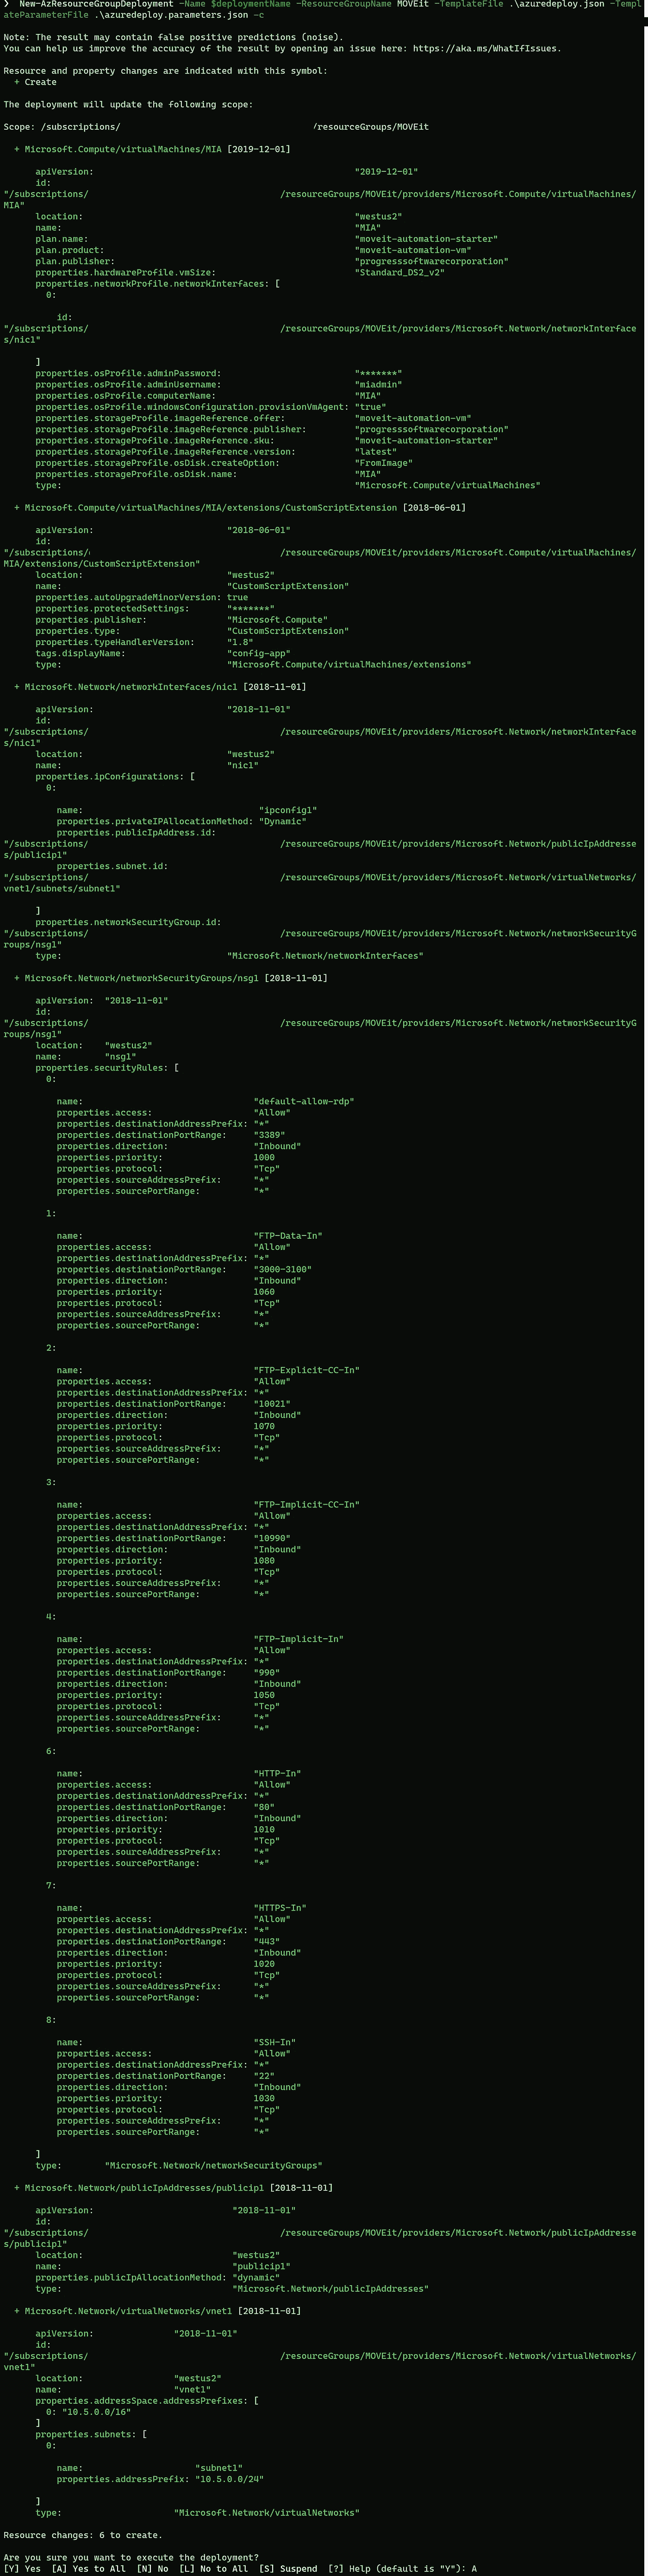 ❯  New-AzResourceGroupDeployment -Name $deploymentName -ResourceGroupName MOVEit -TemplateFile .\azuredeploy.json -Templ
ateParameterFile .\azuredeploy.parameters.json -c
Note: The result may contain false positive predictions (noise).
You can help us improve the accuracy of the result by opening an issue here: https://aka.ms/WhatIfIssues.
Resource and property changes are indicated with this symbol:
  + Create
The deployment will update the following scope:
Scope: /subscriptions/ /resourceGroups/MOVEit
  + Microsoft.Compute/virtualMachines/MIA [2019-12-01]
      apiVersion: "2019-12-01"
      id:
"/subscriptions/ /resourceGroups/MOVEit/providers/Microsoft.Compute/virtualMachines/
MIA"
      location: "westus2"
      name: "MIA"
      plan.name: "moveit-automation-starter"
      plan.product: "moveit-automation-vm"
      plan.publisher: "progresssoftwarecorporation"
      properties.hardwareProfile.vmSize: "Standard_DS2_v2"
      properties.networkProfile.networkInterfaces: [
        0:
          id:
"/subscriptions/ /resourceGroups/MOVEit/providers/Microsoft.Network/networkInterface
s/nic1"
      ]
      properties.osProfile.adminPassword: "*******"
      properties.osProfile.adminUsername: "miadmin"
      properties.osProfile.computerName: "MIA"
      properties.osProfile.windowsConfiguration.provisionVmAgent: "true"
      properties.storageProfile.imageReference.offer: "moveit-automation-vm"
      properties.storageProfile.imageReference.publisher: "progresssoftwarecorporation"
      properties.storageProfile.imageReference.sku: "moveit-automation-starter"
      properties.storageProfile.imageReference.version: "latest"
      properties.storageProfile.osDisk.createOption: "FromImage"
      properties.storageProfile.osDisk.name: "MIA"
      type: "Microsoft.Compute/virtualMachines"
  + Microsoft.Compute/virtualMachines/MIA/extensions/CustomScriptExtension [2018-06-01]
      apiVersion: "2018-06-01"
      id:
"/subscriptions/ /resourceGroups/MOVEit/providers/Microsoft.Compute/virtualMachines/
MIA/extensions/CustomScriptExtension"
      location: "westus2"
      name: "CustomScriptExtension"
      properties.autoUpgradeMinorVersion: true
      properties.protectedSettings: "*******"
      properties.publisher: "Microsoft.Compute"
      properties.type: "CustomScriptExtension"
      properties.typeHandlerVersion: "1.8"
      tags.displayName: "config-app"
      type: "Microsoft.Compute/virtualMachines/extensions"
  + Microsoft.Network/networkInterfaces/nic1 [2018-11-01]
      apiVersion: "2018-11-01"
      id:
"/subscriptions/ /resourceGroups/MOVEit/providers/Microsoft.Network/networkInterface
s/nic1"
      location: "westus2"
      name: "nic1"
      properties.ipConfigurations: [
        0:
          name: "ipconfig1"
          properties.privateIPAllocationMethod: "Dynamic"
          properties.publicIpAddress.id:
"/subscriptions/ /resourceGroups/MOVEit/providers/Microsoft.Network/publicIpAddresse
s/publicip1"
          properties.subnet.id:
"/subscriptions/ /resourceGroups/MOVEit/providers/Microsoft.Network/virtualNetworks/
vnet1/subnets/subnet1"
      ]
      properties.networkSecurityGroup.id:
"/subscriptions/ /resourceGroups/MOVEit/providers/Microsoft.Network/networkSecurityG
roups/nsg1"
      type: "Microsoft.Network/networkInterfaces"
  + Microsoft.Network/networkSecurityGroups/nsg1 [2018-11-01]
      apiVersion: "2018-11-01"
      id:
"/subscriptions/ /resourceGroups/MOVEit/providers/Microsoft.Network/networkSecurityG
roups/nsg1"
      location: "westus2"
      name: "nsg1"
      properties.securityRules: [
        0:
          name: "default-allow-rdp"
          properties.access: "Allow"
          properties.destinationAddressPrefix: "*"
          properties.destinationPortRange: "3389"
          properties.direction: "Inbound"
          properties.priority: 1000
          properties.protocol: "Tcp"
          properties.sourceAddressPrefix: "*"
          properties.sourcePortRange: "*"
        1:
          name: "FTP-Data-In"
          properties.access: "Allow"
          properties.destinationAddressPrefix: "*"
          properties.destinationPortRange: "3000-3100"
          properties.direction: "Inbound"
          properties.priority: 1060
          properties.protocol: "Tcp"
          properties.sourceAddressPrefix: "*"
          properties.sourcePortRange: "*"
        2:
          name: "FTP-Explicit-CC-In"
          properties.access: "Allow"
          properties.destinationAddressPrefix: "*"
          properties.destinationPortRange: "10021"
          properties.direction: "Inbound"
          properties.priority: 1070
          properties.protocol: "Tcp"
          properties.sourceAddressPrefix: "*"
          properties.sourcePortRange: "*"
        3:
          name: "FTP-Implicit-CC-In"
          properties.access: "Allow"
          properties.destinationAddressPrefix: "*"
          properties.destinationPortRange: "10990"
          properties.direction: "Inbound"
          properties.priority: 1080
          properties.protocol: "Tcp"
          properties.sourceAddressPrefix: "*"
          properties.sourcePortRange: "*"
        4:
          name: "FTP-Implicit-In"
          properties.access: "Allow"
          properties.destinationAddressPrefix: "*"
          properties.destinationPortRange: "990"
          properties.direction: "Inbound"
          properties.priority: 1050
          properties.protocol: "Tcp"
          properties.sourceAddressPrefix: "*"
          properties.sourcePortRange: "*"
        6:
          name: "HTTP-In"
          properties.access: "Allow"
          properties.destinationAddressPrefix: "*"
          properties.destinationPortRange: "80"
          properties.direction: "Inbound"
          properties.priority: 1010
          properties.protocol: "Tcp"
          properties.sourceAddressPrefix: "*"
          properties.sourcePortRange: "*"
        7:
          name: "HTTPS-In"
          properties.access: "Allow"
          properties.destinationAddressPrefix: "*"
          properties.destinationPortRange: "443"
          properties.direction: "Inbound"
          properties.priority: 1020
          properties.protocol: "Tcp"
          properties.sourceAddressPrefix: "*"
          properties.sourcePortRange: "*"
        8:
          name: "SSH-In"
          properties.access: "Allow"
          properties.destinationAddressPrefix: "*"
          properties.destinationPortRange: "22"
          properties.direction: "Inbound"
          properties.priority: 1030
          properties.protocol: "Tcp"
          properties.sourceAddressPrefix: "*"
          properties.sourcePortRange: "*"
      ]
      type: "Microsoft.Network/networkSecurityGroups"
  + Microsoft.Network/publicIpAddresses/publicip1 [2018-11-01]
      apiVersion: "2018-11-01"
      id:
"/subscriptions/ /resourceGroups/MOVEit/providers/Microsoft.Network/publicIpAddresse
s/publicip1"
      location: "westus2"
      name: "publicip1"
      properties.publicIpAllocationMethod: "dynamic"
      type: "Microsoft.Network/publicIpAddresses"
  + Microsoft.Network/virtualNetworks/vnet1 [2018-11-01]
      apiVersion: "2018-11-01"
      id:
"/subscriptions/ /resourceGroups/MOVEit/providers/Microsoft.Network/virtualNetworks/
vnet1"
      location: "westus2"
      name: "vnet1"
      properties.addressSpace.addressPrefixes: [
        0: "10.5.0.0/16"
      ]
      properties.subnets: [
        0:
          name: "subnet1"
          properties.addressPrefix: "10.5.0.0/24"
      ]
      type: "Microsoft.Network/virtualNetworks"
Resource changes: 6 to create.
Are you sure you want to execute the deployment?
[Y] Yes  [A] Yes to All  [N] No  [L] No to All  [S] Suspend  [?] Help (default is "Y"): A